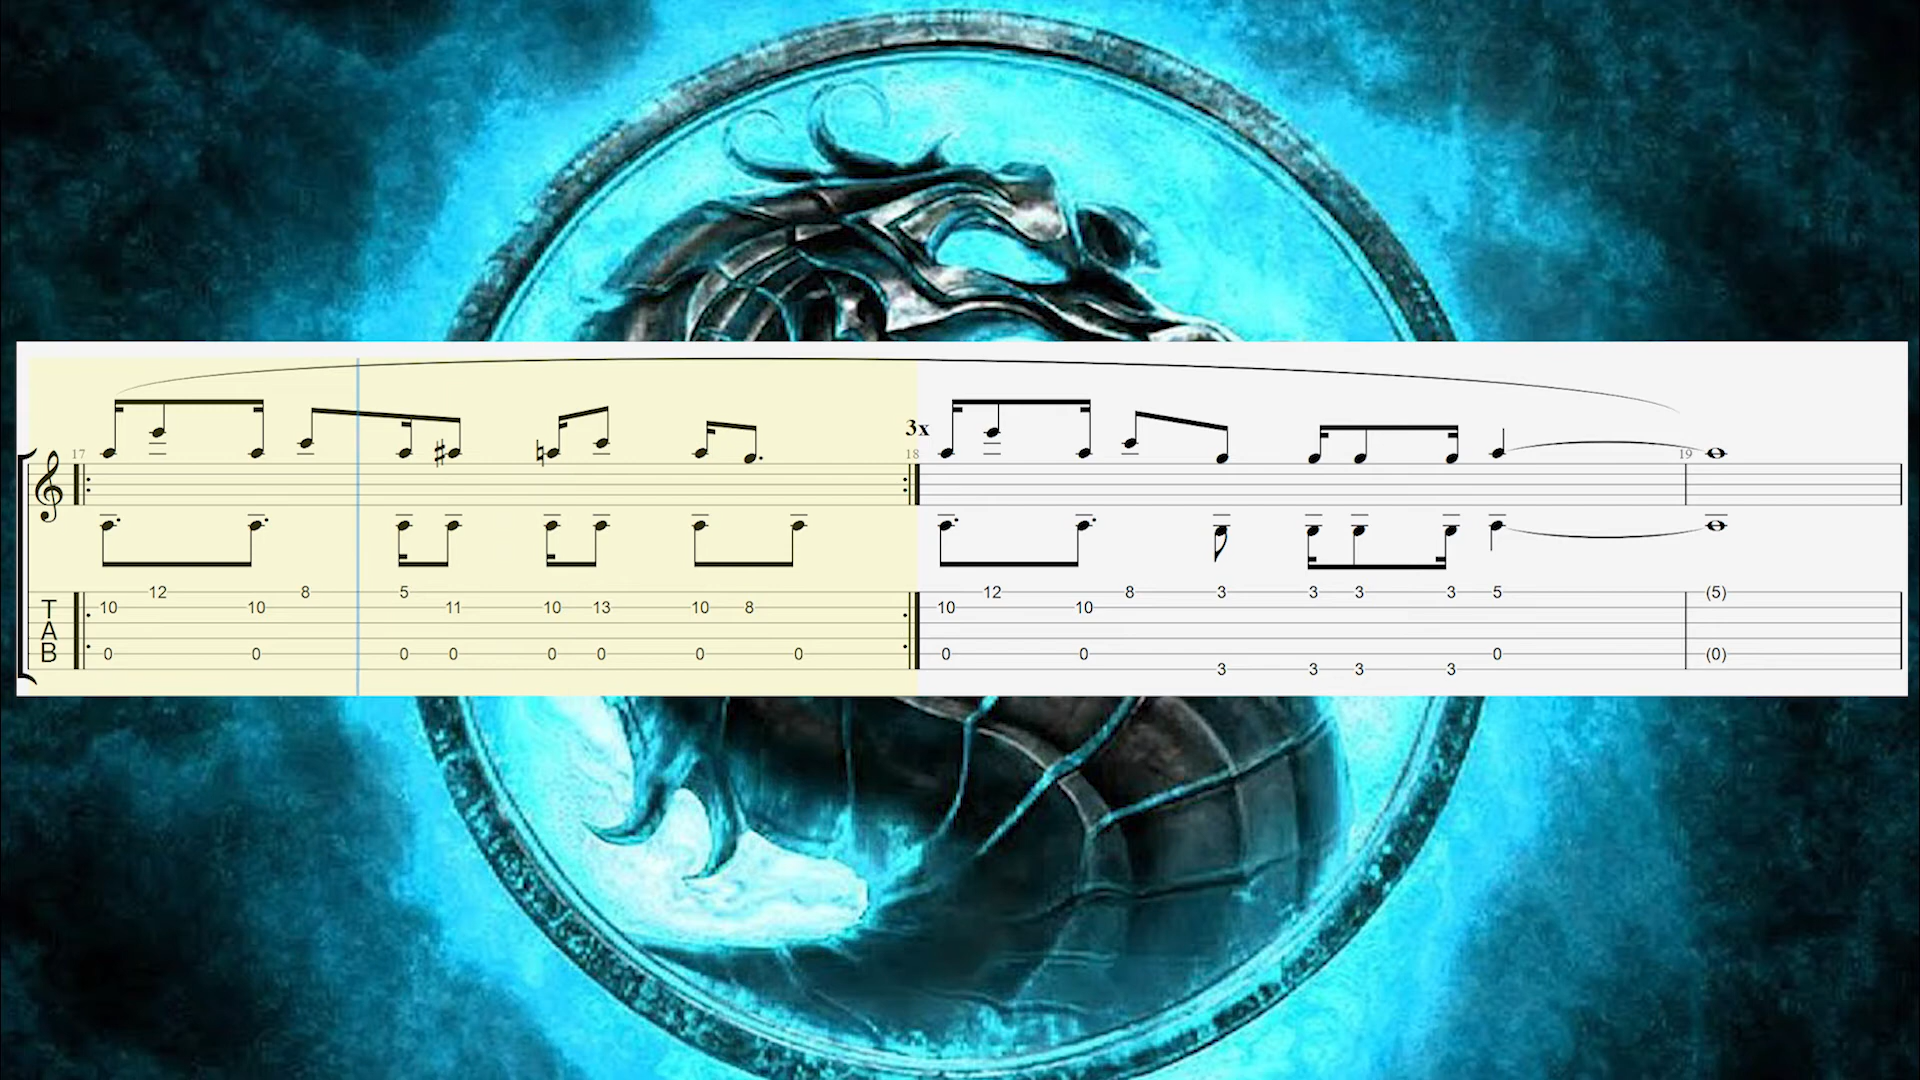 3x
17 18 19
12 8 5 12 8 3 3 3 3 5 (5)
T 10 10 11 10 13 10 8 10 10
A
B 0 0 0 0 0 0 0 0 0 0 0 (0)
3 3 3 3